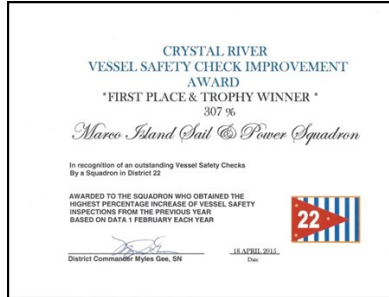 CRYSTAL RIVER
VESSEL SAFETY CHECK IMPROVEMENT
AWARD
"FIRST PLACE & TROPHY WINNER "
307 %
Marco Island Sail & Power Squadron
In recognition of an outstanding Vessel Safety Checks
By a Squadron in District 22
AWARDED TO THE SQUADRON WHO OBTAINED THE
HIGHEST PERCENTAGE INCREASE OF VESSEL SAFETY
INSPECTIONS FROM THE PREVIOUS YEAR
BASED ON DATA 1 FEBRUARY EACH YEAR
22
18 APRIL 2015
District Commander Myles Gee, SN
Date